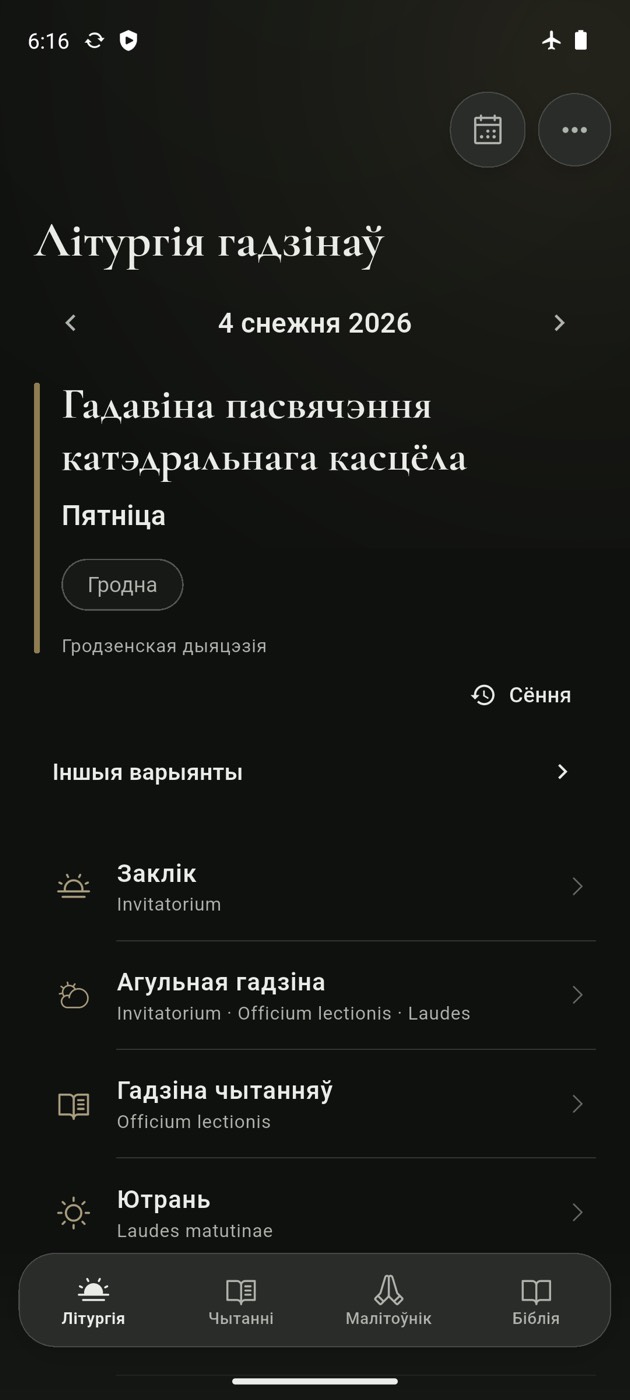 6:16
Літургія гадзінаў
4 снежня 2026
Гадавіна пасвячэння
катэдральнага касцёла
Пятніца
Гродна
Гродзенская дыяцэзія
Сёння
Іншыя варыянты
Заклік
Invitatorium
Агульная гадзіна
Invitatorium · Officium lectionis · Laudes
Гадзіна чытанняў
Officium lectionis
Ютрань
Laudes matutinae
Літургія
Чытанні
Малітоўнік
Біблія